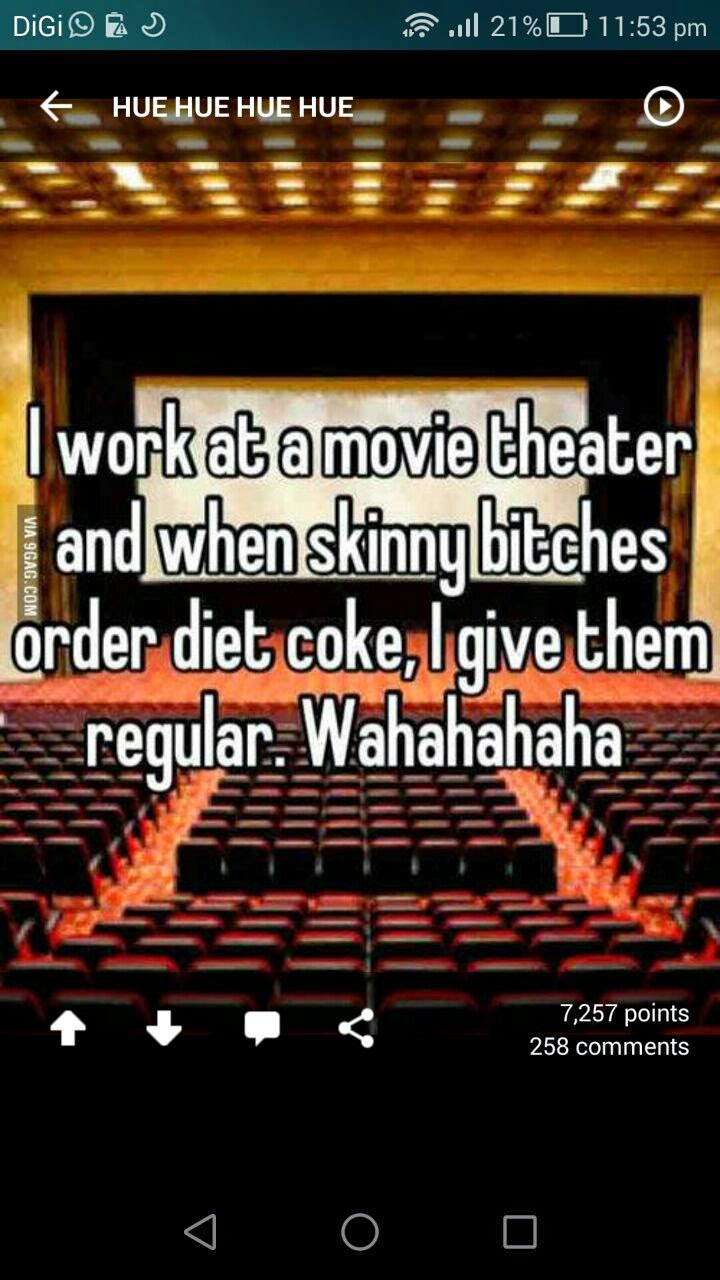 DiGi 21% 11:53 pm
HUE HUE HUE HUE
I work at a movie theater
and when skinny bitches
order diet coke, I give them
regular. Wahahahaha
VIA 9GAG.COM
7,257 points
258 comments